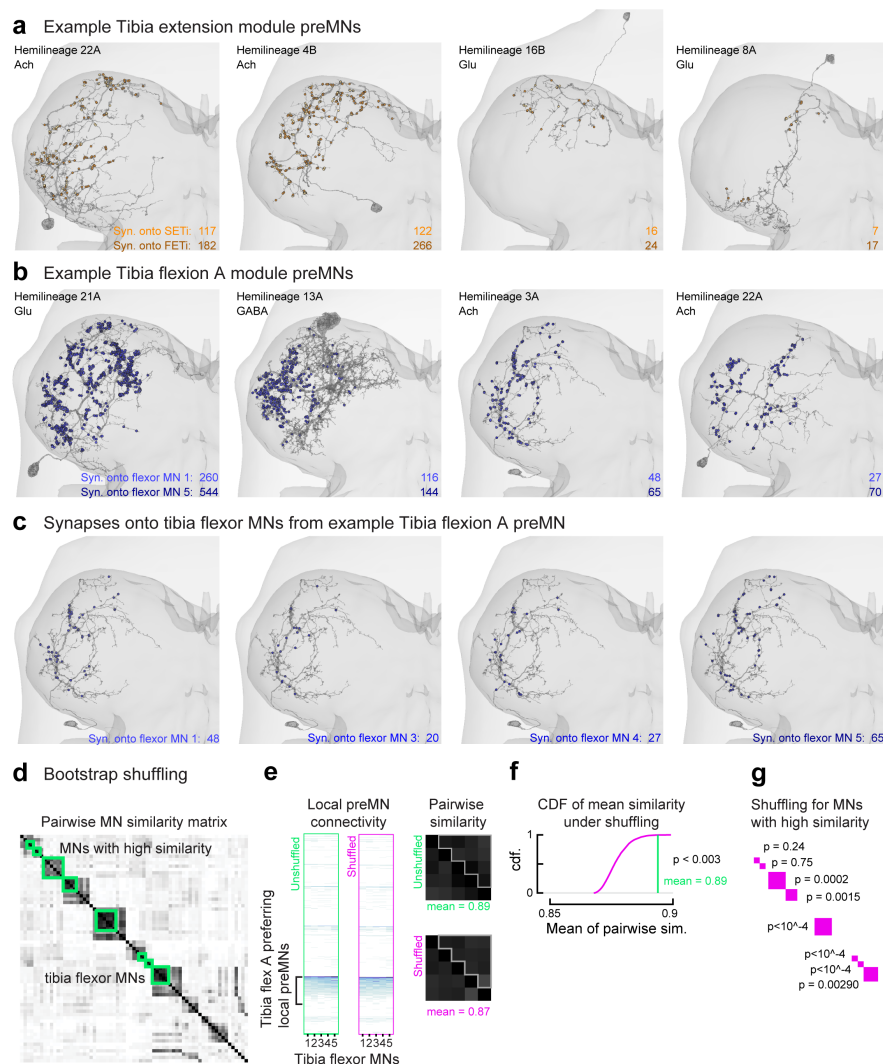 a Example Tibia extension module preMNs
Hemilineage 22A
Ach
Syn. onto SETi: 117
Syn. onto FETi: 182
Hemilineage 4B
Ach
122
266
Hemilineage 16B
Glu
16
24
Hemilineage 8A
Glu
7
17
b Example Tibia flexion A module preMNs
Hemilineage 21A
Glu
Syn. onto flexor MN 1: 260
Syn. onto flexor MN 5: 544
Hemilineage 13A
GABA
116
144
Hemilineage 3A
Ach
48
65
Hemilineage 22A
Ach
27
70
c Synapses onto tibia flexor MNs from example Tibia flexion A preMN
Syn. onto flexor MN 1: 48
Syn. onto flexor MN 3: 20
Syn. onto flexor MN 4: 27
Syn. onto flexor MN 5: 65
d Bootstrap shuffling
Pairwise MN similarity matrix
MNs with high similarity
tibia flexor MNs
e
Local preMN
connectivity
Pairwise
similarity
Unshuffled
Shuffled
Unshuffled
mean = 0.89
Shuffled
mean = 0.87
Tibia flex A preferring
local preMNs
12345
12345
Tibia flexor MNs
f
CDF of mean similarity
under shuffling
cdf.
1
0
p < 0.003
mean = 0.89
0.85
0.9
Mean of pairwise sim.
g
Shuffling for MNs
with high similarity
p = 0.24
p = 0.75
p = 0.0002
p = 0.0015
p<10^-4
p<10^-4
p<10^-4
p = 0.00290